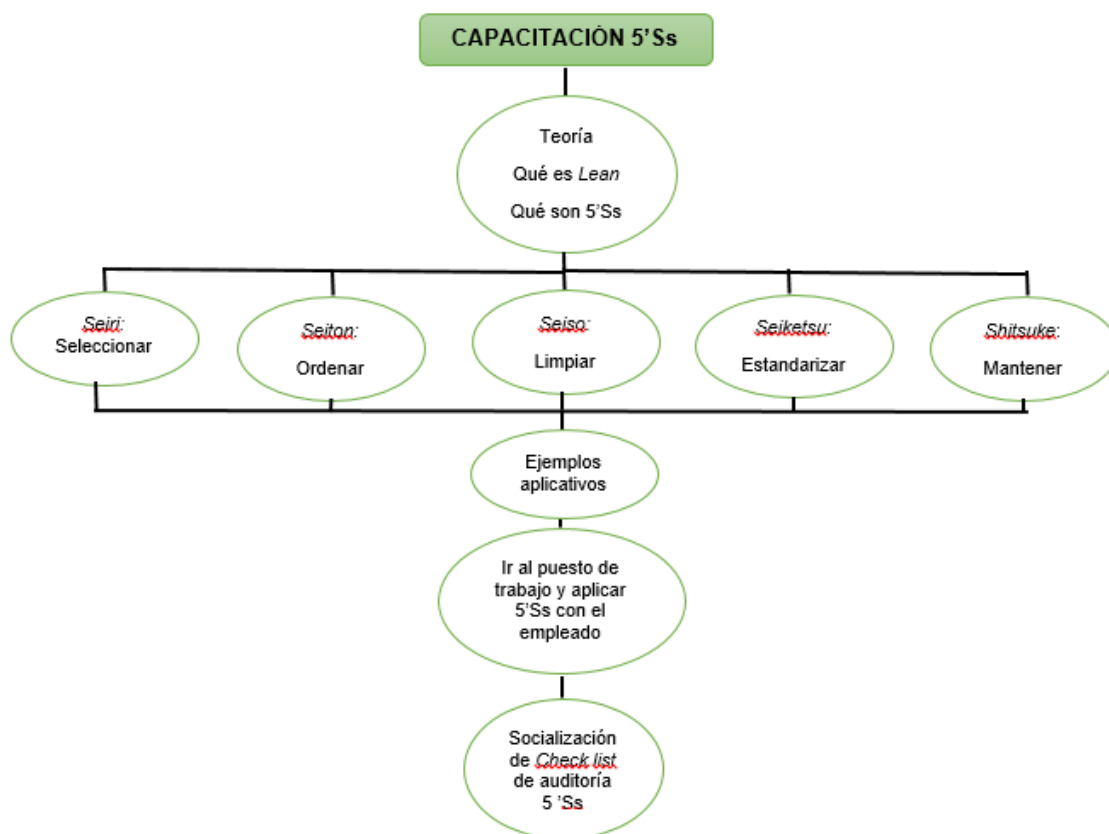 CAPACITACIÓN 5’Ss
Teoría
Qué es Lean
Qué son 5’Ss
Seiri:
Seleccionar
Seiton:
Ordenar
Seiso:
Limpiar
Seiketsu:
Estandarizar
Shitsuke:
Mantener
Ejemplos
aplicativos
Ir al puesto de
trabajo y aplicar
5’Ss con el
empleado
Socialización
de Check list
de auditoría
5 ’Ss